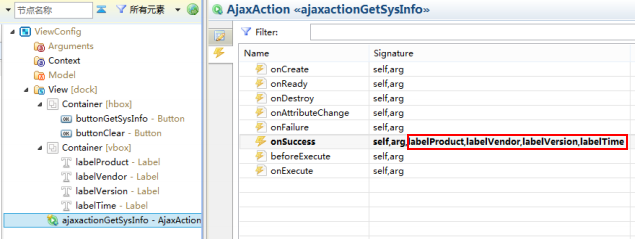 节点名称
所有元素
ViewConfig
Arguments
Context
Model
View [dock]
Container [hbox]
buttonGetSysInfo - Button
buttonClear - Button
Container [vbox]
labelProduct - Label
labelVendor - Label
labelVersion - Label
labelTime - Label
ajaxactionGetSysInfo - AjaxAction
AjaxAction «ajaxactionGetSysInfo»
Filter:
Name Signature
onCreate self,arg
onReady self,arg
onDestroy self,arg
onAttributeChange self,arg
onFailure self,arg
onSuccess self,arg,labelProduct,labelVendor,labelVersion,labelTime
beforeExecute self,arg
onExecute self,arg